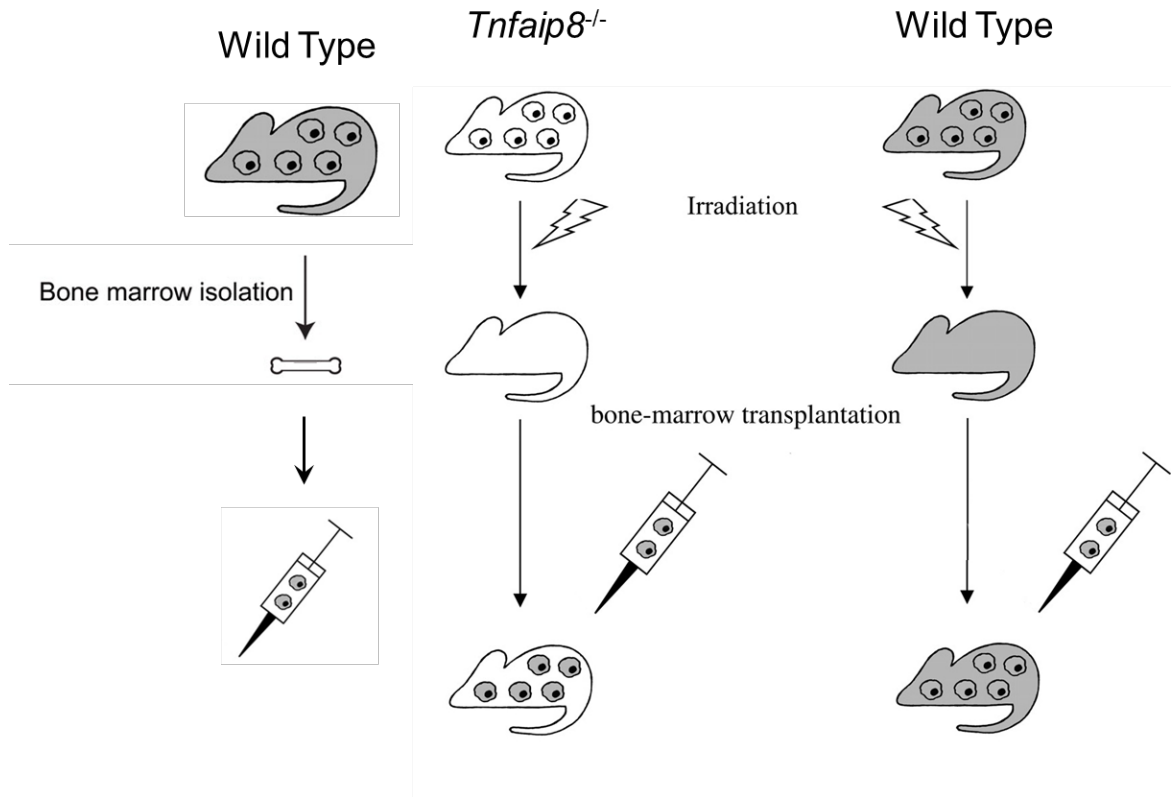 Wild Type
Tnfaip8-/-
Wild Type
Irradiation
Bone marrow isolation
bone-marrow transplantation